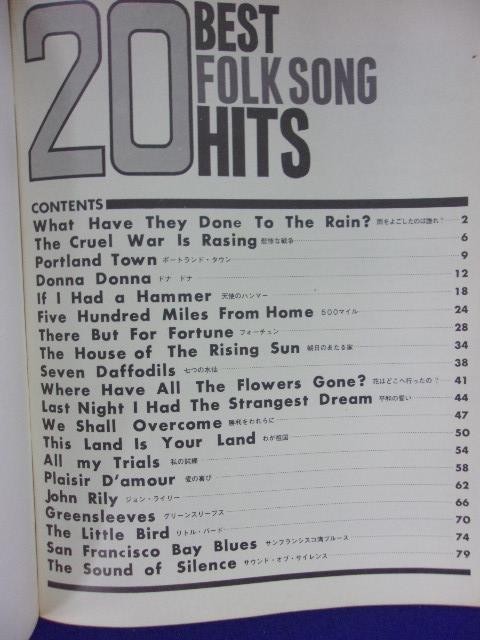 20 BEST
FOLK SONG
HITS
CONTENTS
What Have They Done To The Rain? 雨をよごしたのは誰れ? 2
The Cruel War Is Rasing 悲惨な戦争 6
Portland Town ポートランド・タウン 9
Donna Donna ドナ ドナ 12
If I Had a Hammer 天使のハンマー 18
Five Hundred Miles From Home 500マイル 24
There But For Fortune フォーチュン 28
The House of The Rising Sun 朝日のあたる家 34
Seven Daffodils 七つの水仙 38
Where Have All The Flowers Gone? 花はどこへ行ったの? 41
Last Night I Had The Strangest Dream 平和の誓い 44
We Shall Overcome 勝利をわれらに 47
This Land Is Your Land わが祖国 50
All my Trials 私の試練 54
Plaisir D'amour 愛の喜び 58
John Rily ジョン・ライリー 62
Greensleeves グリーンスリーブス 66
The Little Bird リトル・バード 70
San Francisco Bay Blues サンフランシスコ湾ブルース 74
The Sound of Silence サウンド・オブ・サイレンス 79